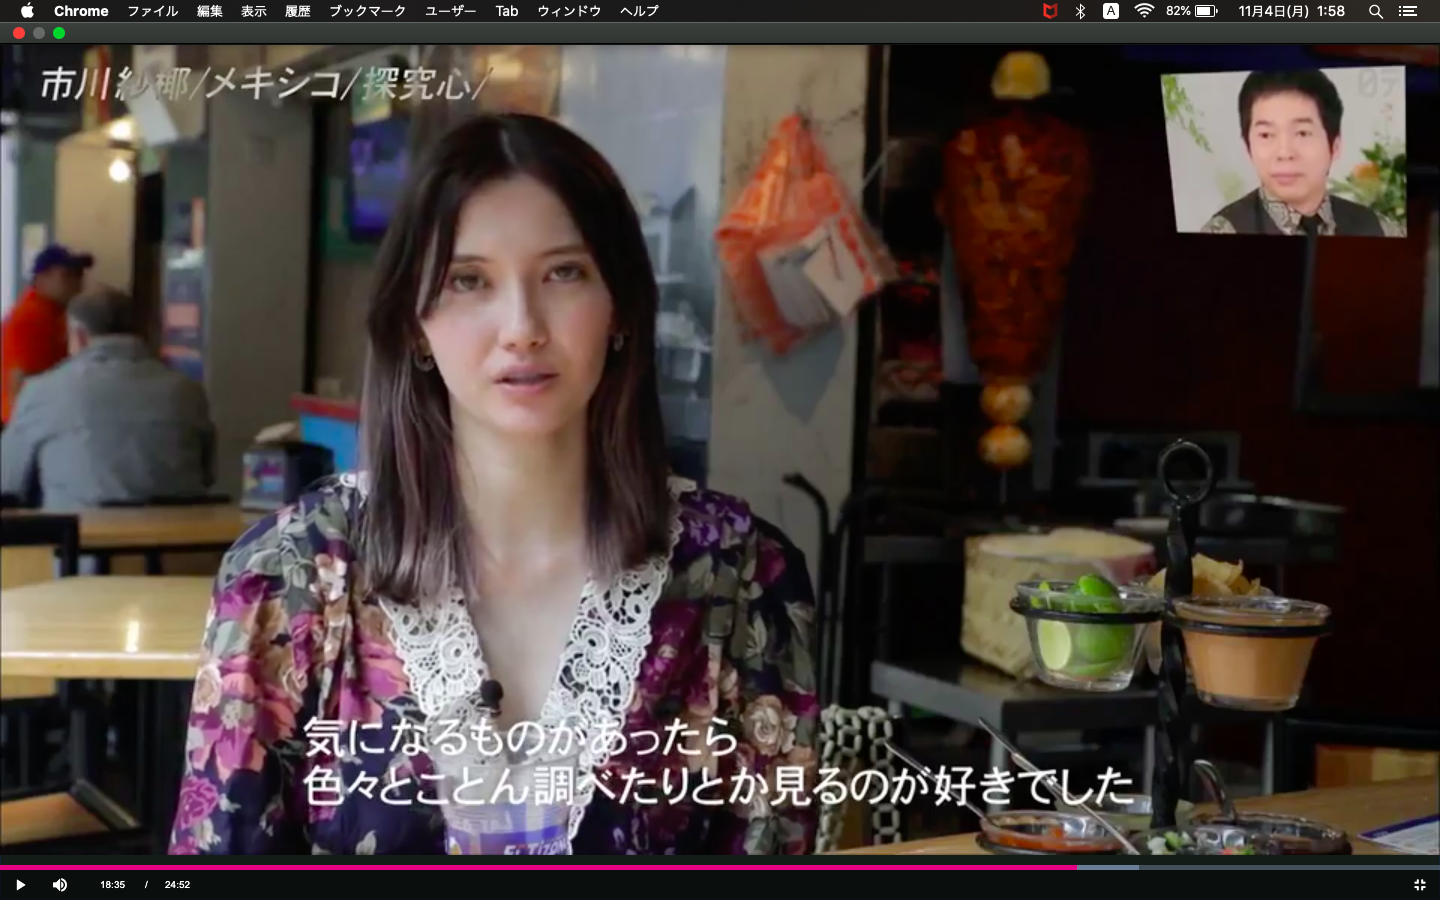 Chrome ファイル 編集 表示 履歴 ブックマーク ユーザー Tab ウィンドウ ヘルプ
A 82% 11月4日(月) 1:58
市川紗椰/メキシコ/探究心/
日テ
気になるものがあったら
色々とことん調べたりとか見るのが好きでした
18:35 / 24:52